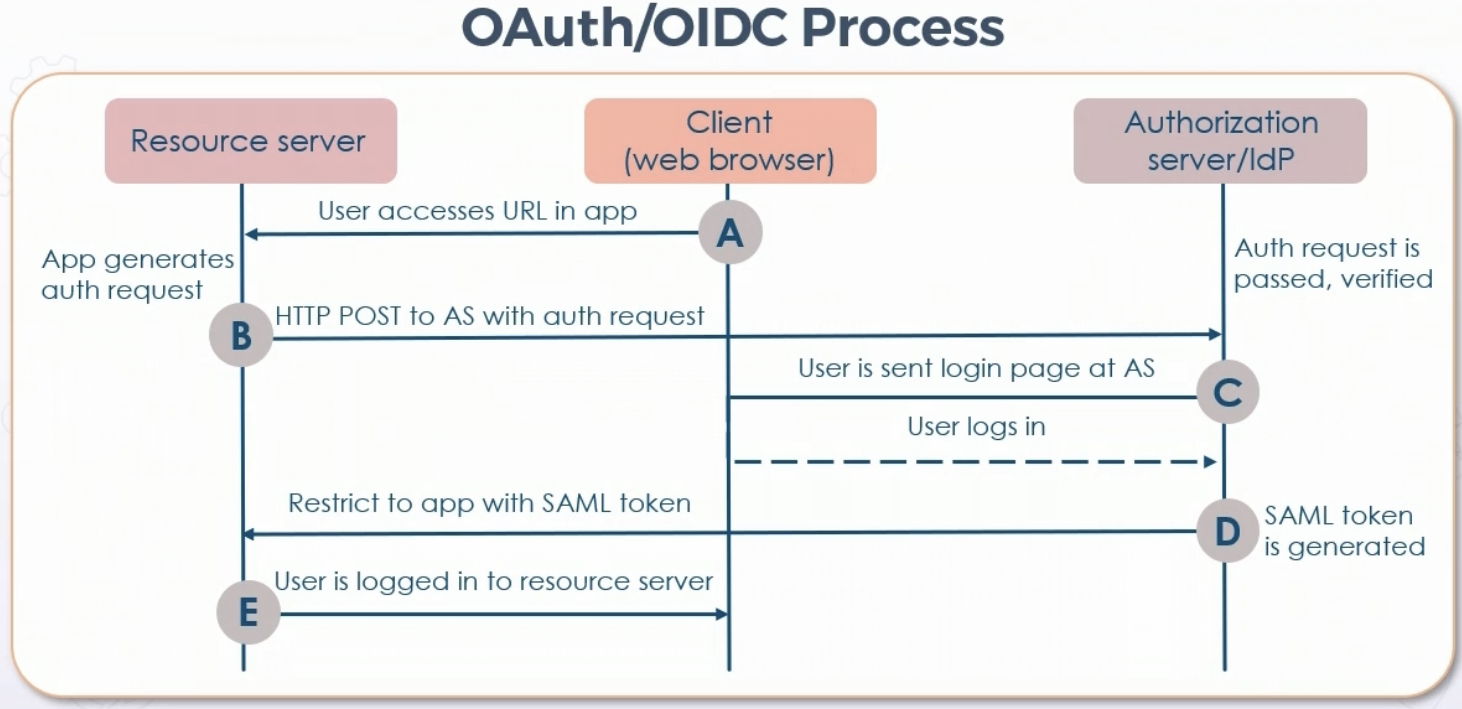 OAuth/OIDC Process
Resource server
Client
(web browser)
Authorization
server/IdP
User accesses URL in app
A
App generates
auth request
Auth request is
passed, verified
B
HTTP POST to AS with auth request
User is sent login page at AS
C
User logs in
Restrict to app with SAML token
D
SAML token
is generated
User is logged in to resource server
E